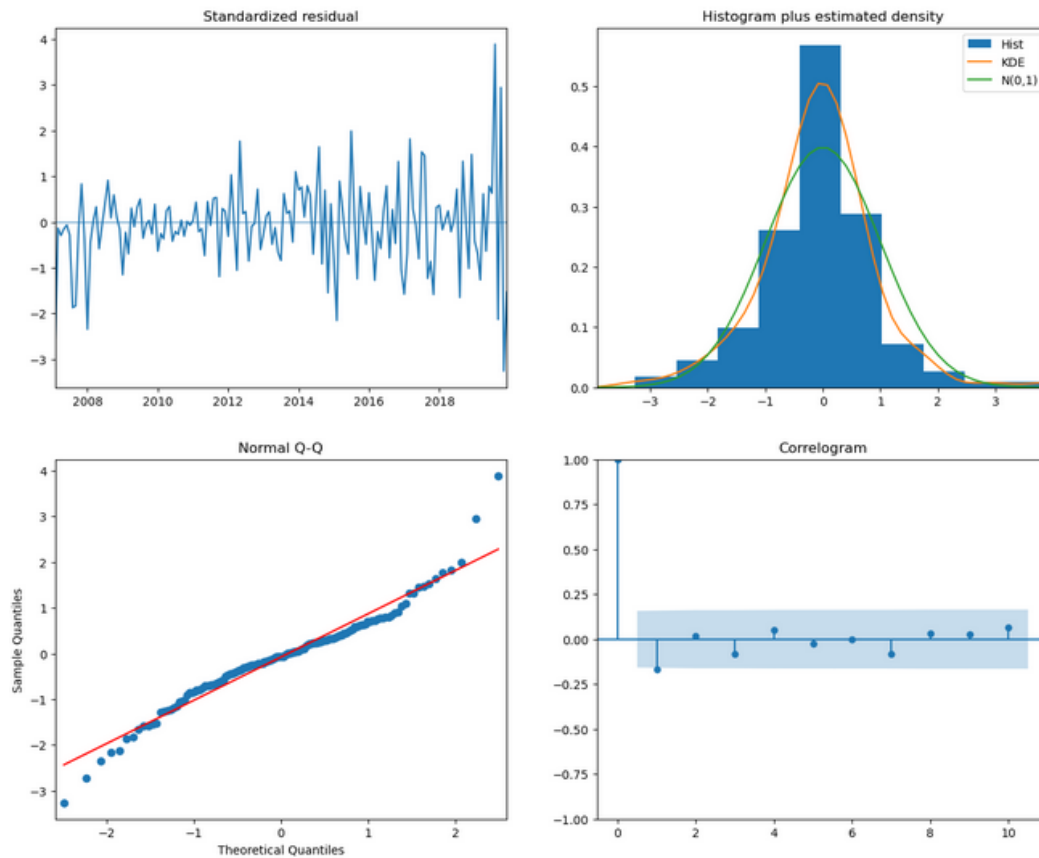 Standardized residual
4
3
2
1
0
−1
−2
−3
2008 2010 2012 2014 2016 2018
Histogram plus estimated density
Hist
KDE
N(0,1)
0.5
0.4
0.3
0.2
0.1
0.0
−3 −2 −1 0 1 2 3
Normal Q-Q
Sample Quantiles
4
3
2
1
0
−1
−2
−3
−2 −1 0 1 2
Theoretical Quantiles
Correlogram
1.00
0.75
0.50
0.25
0.00
−0.25
−0.50
−0.75
−1.00
0 2 4 6 8 10